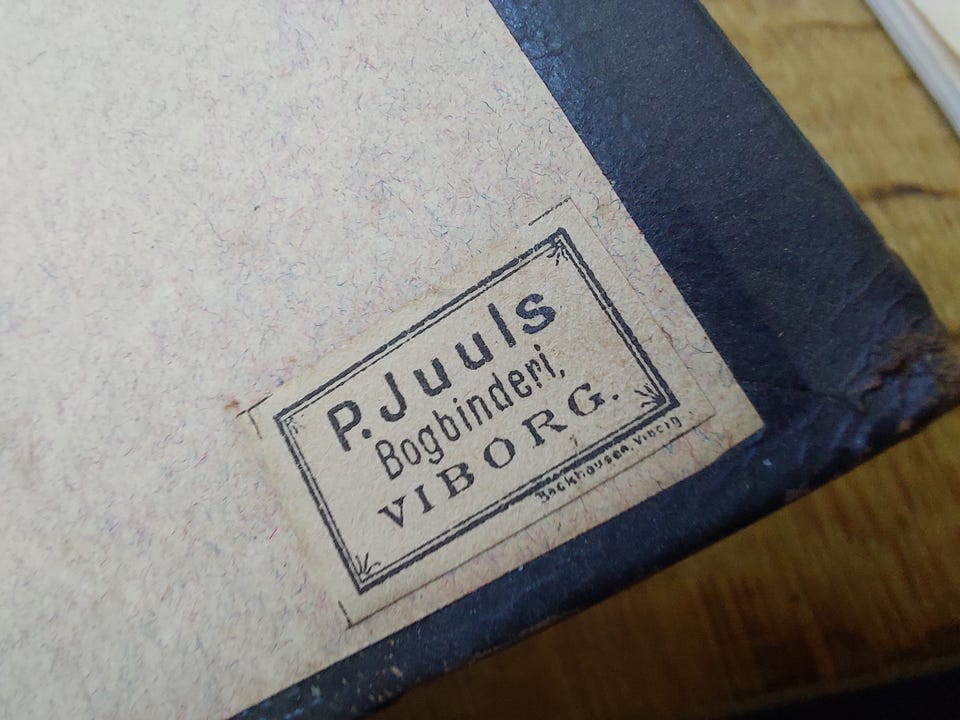 P. Juuls
Bogbinderi,
VIBORG.
Backhausen, Viborg